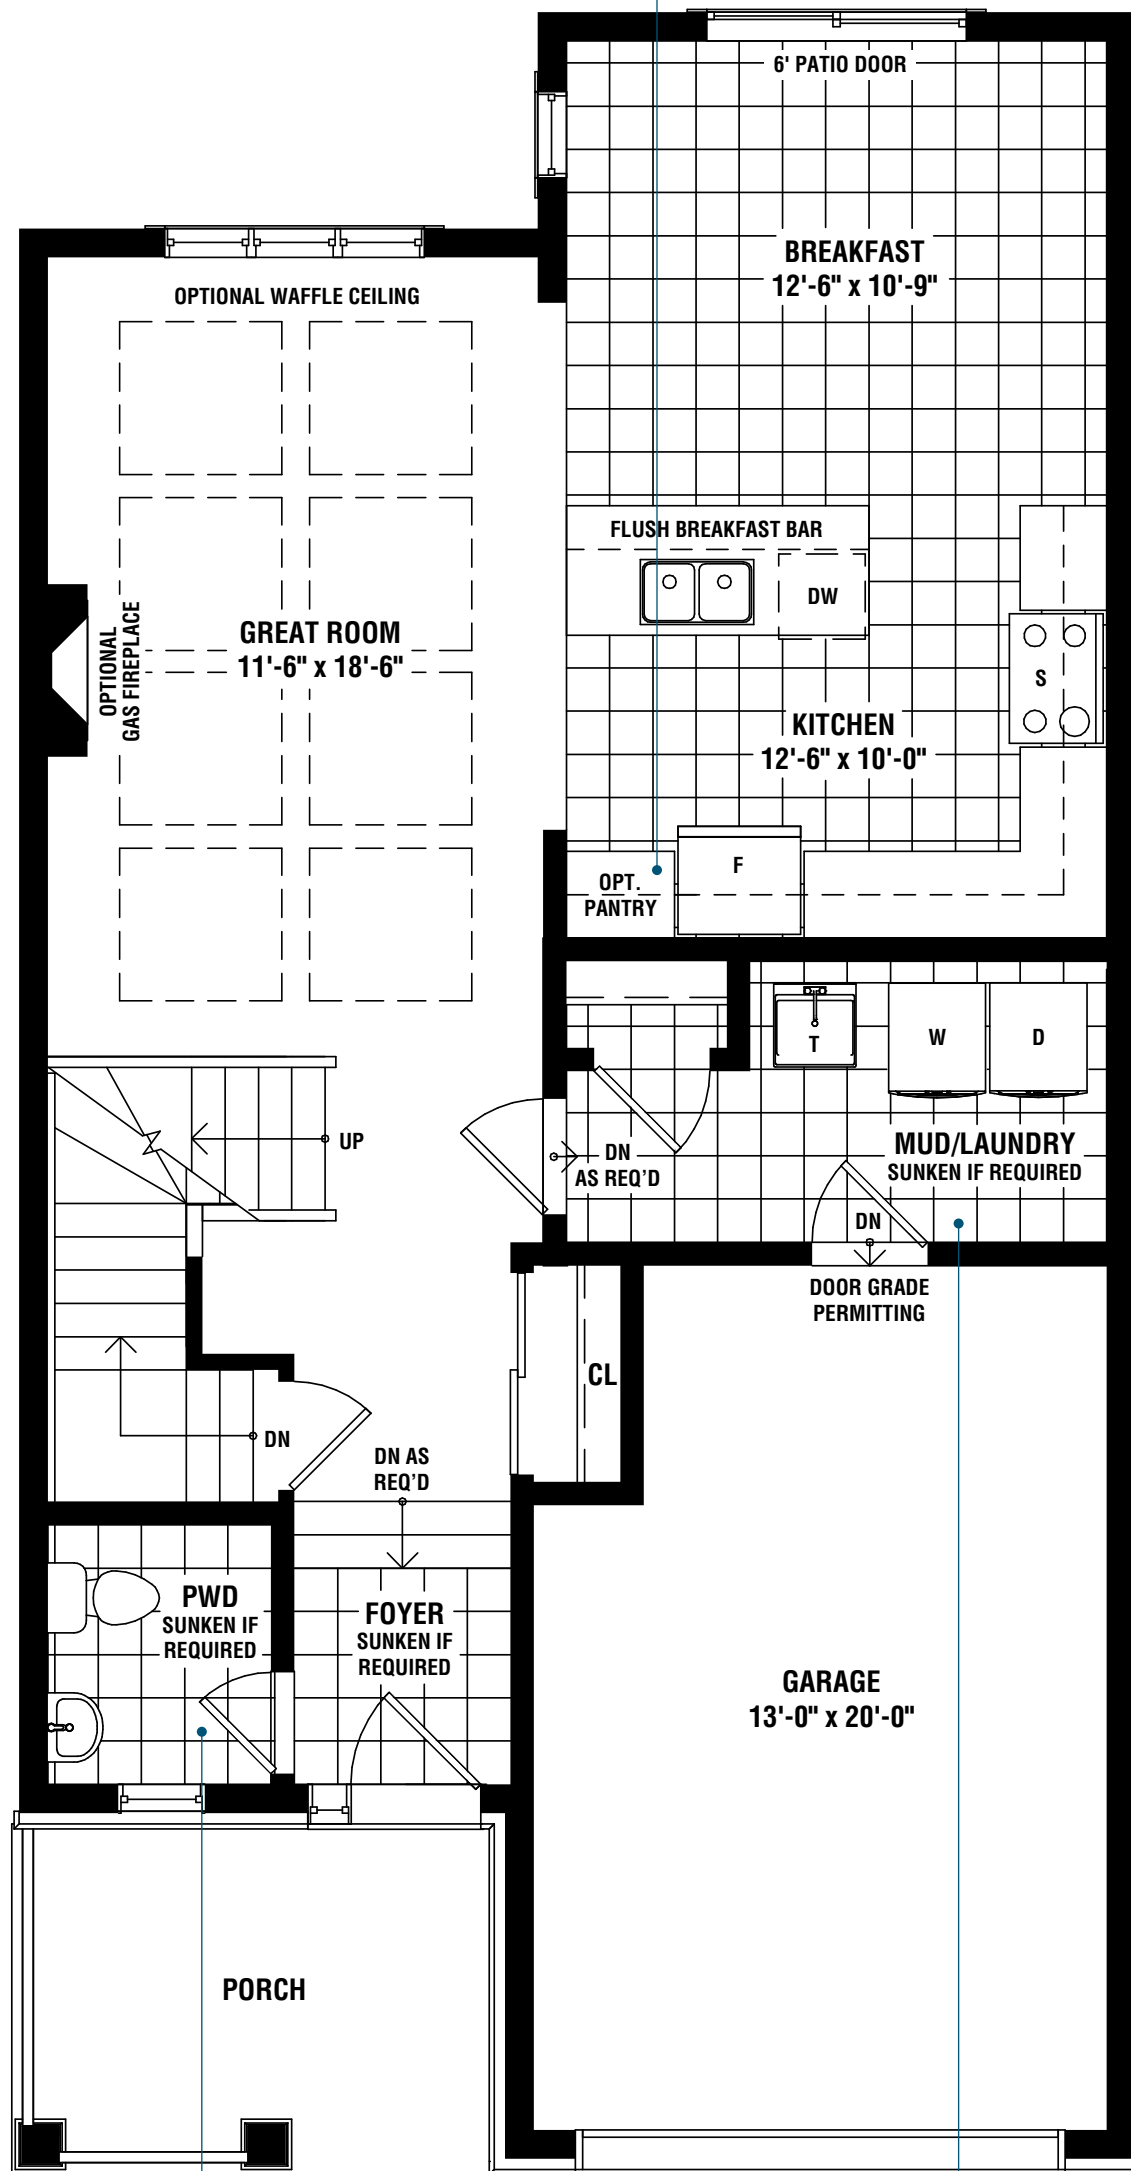 6' PATIO DOOR
BREAKFAST
12'-6" x 10'-9"
OPTIONAL WAFFLE CEILING
FLUSH BREAKFAST BAR
DW
OPTIONAL
GAS FIREPLACE
GREAT ROOM
11'-6" x 18'-6"
S
KITCHEN
12'-6" x 10'-0"
F
OPT.
PANTRY
T
W
D
UP
DN
AS REQ’D
MUD/LAUNDRY
SUNKEN IF REQUIRED
DN
DOOR GRADE
PERMITTING
CL
DN
DN AS
REQ’D
PWD
SUNKEN IF
REQUIRED
FOYER
SUNKEN IF
REQUIRED
GARAGE
13'-0" x 20'-0"
PORCH